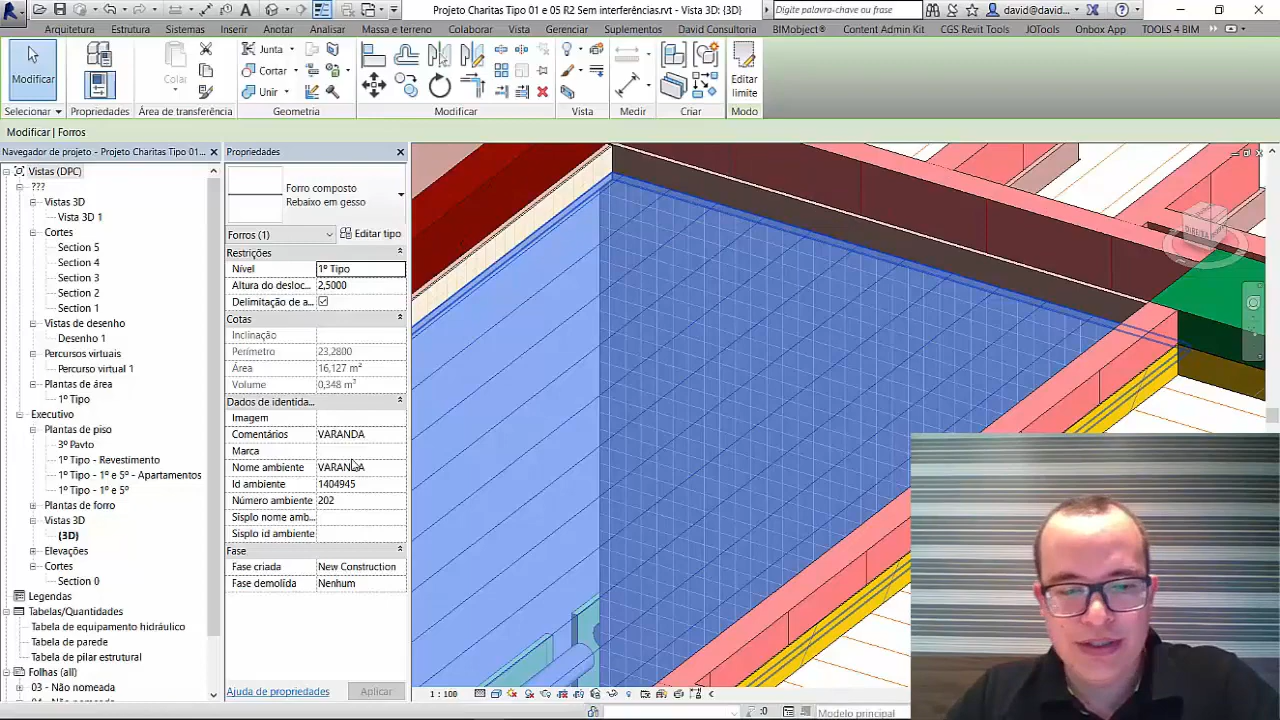 Projeto Charitas Tipo 01 e 05 R2 Sem interferências.rvt - Vista 3D: {3D}
Digite palavra-chave ou frase
david@david...
Arquitetura Estrutura Sistemas Inserir Anotar Analisar Massa e terreno Colaborar Vista Gerenciar Suplementos David Consultoria BIMobject® Content Admin Kit CGS Revit Tools JOTools Onbox App TOOLS 4 BIM
Modificar
Colar
Junta
Cortar
Unir
Editar limite
Selecionar Propriedades Área de transferência Geometria Modificar Vista Medir Criar Modo
Modificar | Forros
Navegador de projeto - Projeto Charitas Tipo 01...
Vistas (DPC)
???
Vistas 3D
Vista 3D 1
Cortes
Section 5
Section 4
Section 3
Section 2
Section 1
Vistas de desenho
Desenho 1
Percursos virtuais
Percurso virtual 1
Plantas de área
1º Tipo
Executivo
Plantas de piso
3º Pavto
1º Tipo - Revestimento
1º Tipo - 1º e 5º - Apartamentos
1º Tipo - 1º e 5º
Plantas de forro
Vistas 3D
{3D}
Elevações
Cortes
Section 0
Legendas
Tabelas/Quantidades
Tabela de equipamento hidráulico
Tabela de parede
Tabela de pilar estrutural
Folhas (all)
03 - Não nomeada
Propriedades
Forro composto
Rebaixo em gesso
Forros (1)
Editar tipo
Restrições
Nível 1º Tipo
Altura do desloc... 2,5000
Delimitação de a...
Cotas
Inclinação
Perímetro 23,2800
Área 16,127 m²
Volume 0,348 m³
Dados de identida...
Imagem
Comentários VARANDA
Marca
Nome ambiente VARANDA
Id ambiente 1404945
Número ambiente 202
Sisplo nome amb...
Sisplo id ambiente
Fase
Fase criada New Construction
Fase demolida Nenhum
Ajuda de propriedades
Aplicar
1 : 100
:0
Modelo principal